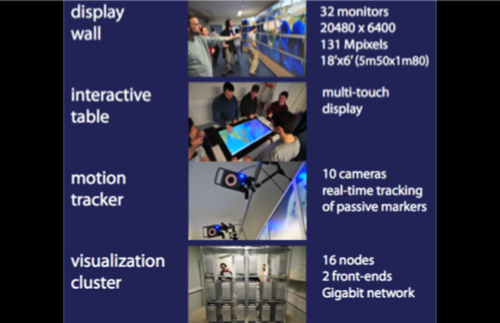 display
wall
32 monitors
20480 x 6400
131 Mpixels
18'x6' (5m50x1m80)
interactive
table
multi-touch
display
motion
tracker
10 cameras
real-time tracking
of passive markers
visualization
cluster
16 nodes
2 front-ends
Gigabit network